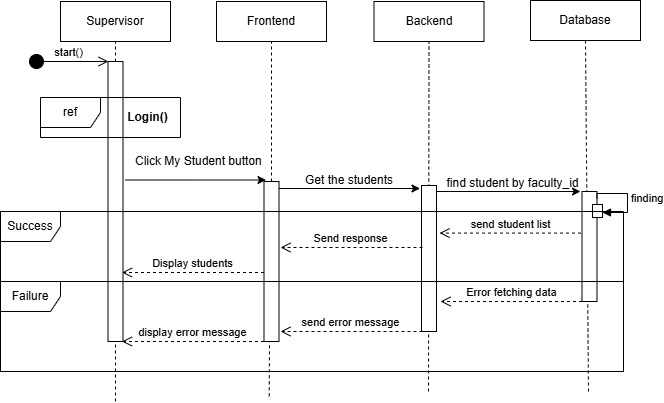 Supervisor
Frontend
Backend
Database
start()
ref
Login()
Click My Student button
Get the students
find student by faculty_id
finding
Success
send student list
Send response
Display students
Failure
Error fetching data
send error message
display error message